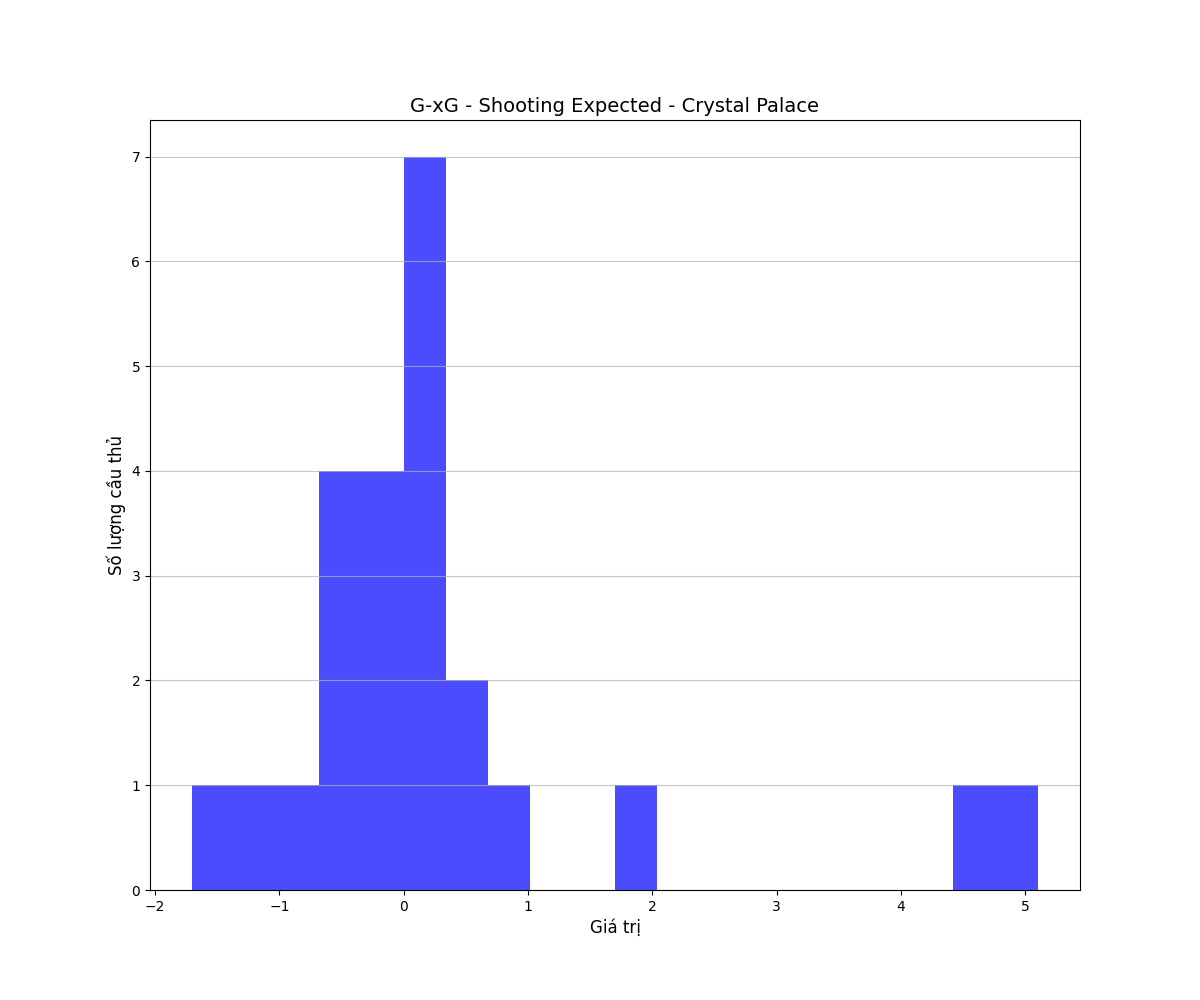 G-xG - Shooting Expected - Crystal Palace
7
6
5
4
3
2
1
0
Số lượng cầu thủ
−2 −1 0 1 2 3 4 5
Giá trị